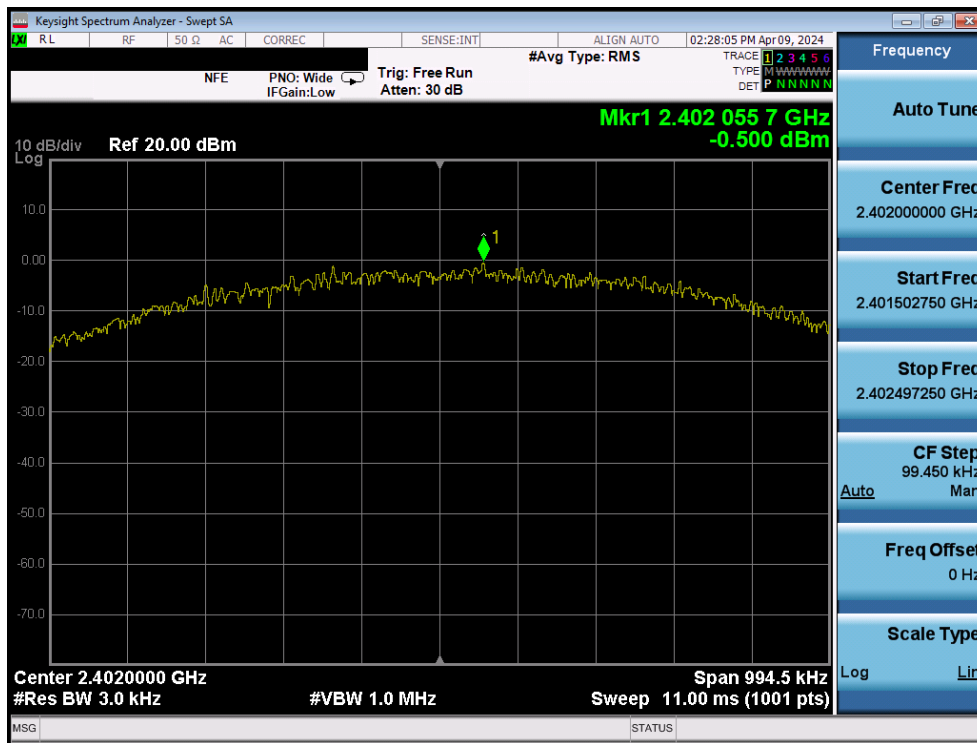 Keysight Spectrum Analyzer - Swept SA
LXI RL RF 50 Ω AC CORREC SENSE:INT ALIGN AUTO 02:28:05 PM Apr 09, 2024
#Avg Type: RMS
TRACE 1 2 3 4 5 6
TYPE M W W W W W
DET P N N N N N
NFE
PNO: Wide
IFGain:Low
Trig: Free Run
Atten: 30 dB
Mkr1 2.402 055 7 GHz
-0.500 dBm
10 dB/div
Log
Ref 20.00 dBm
10.0
0.00
-10.0
-20.0
-30.0
-40.0
-50.0
-60.0
-70.0
1
Center 2.4020000 GHz
#Res BW 3.0 kHz
#VBW 1.0 MHz
Span 994.5 kHz
Sweep 11.00 ms (1001 pts)
MSG
STATUS
Frequency
Auto Tune
Center Freq
2.402000000 GHz
Start Freq
2.401502750 GHz
Stop Freq
2.402497250 GHz
CF Step
99.450 kHz
Auto Man
Freq Offset
0 Hz
Scale Type
Log Lin